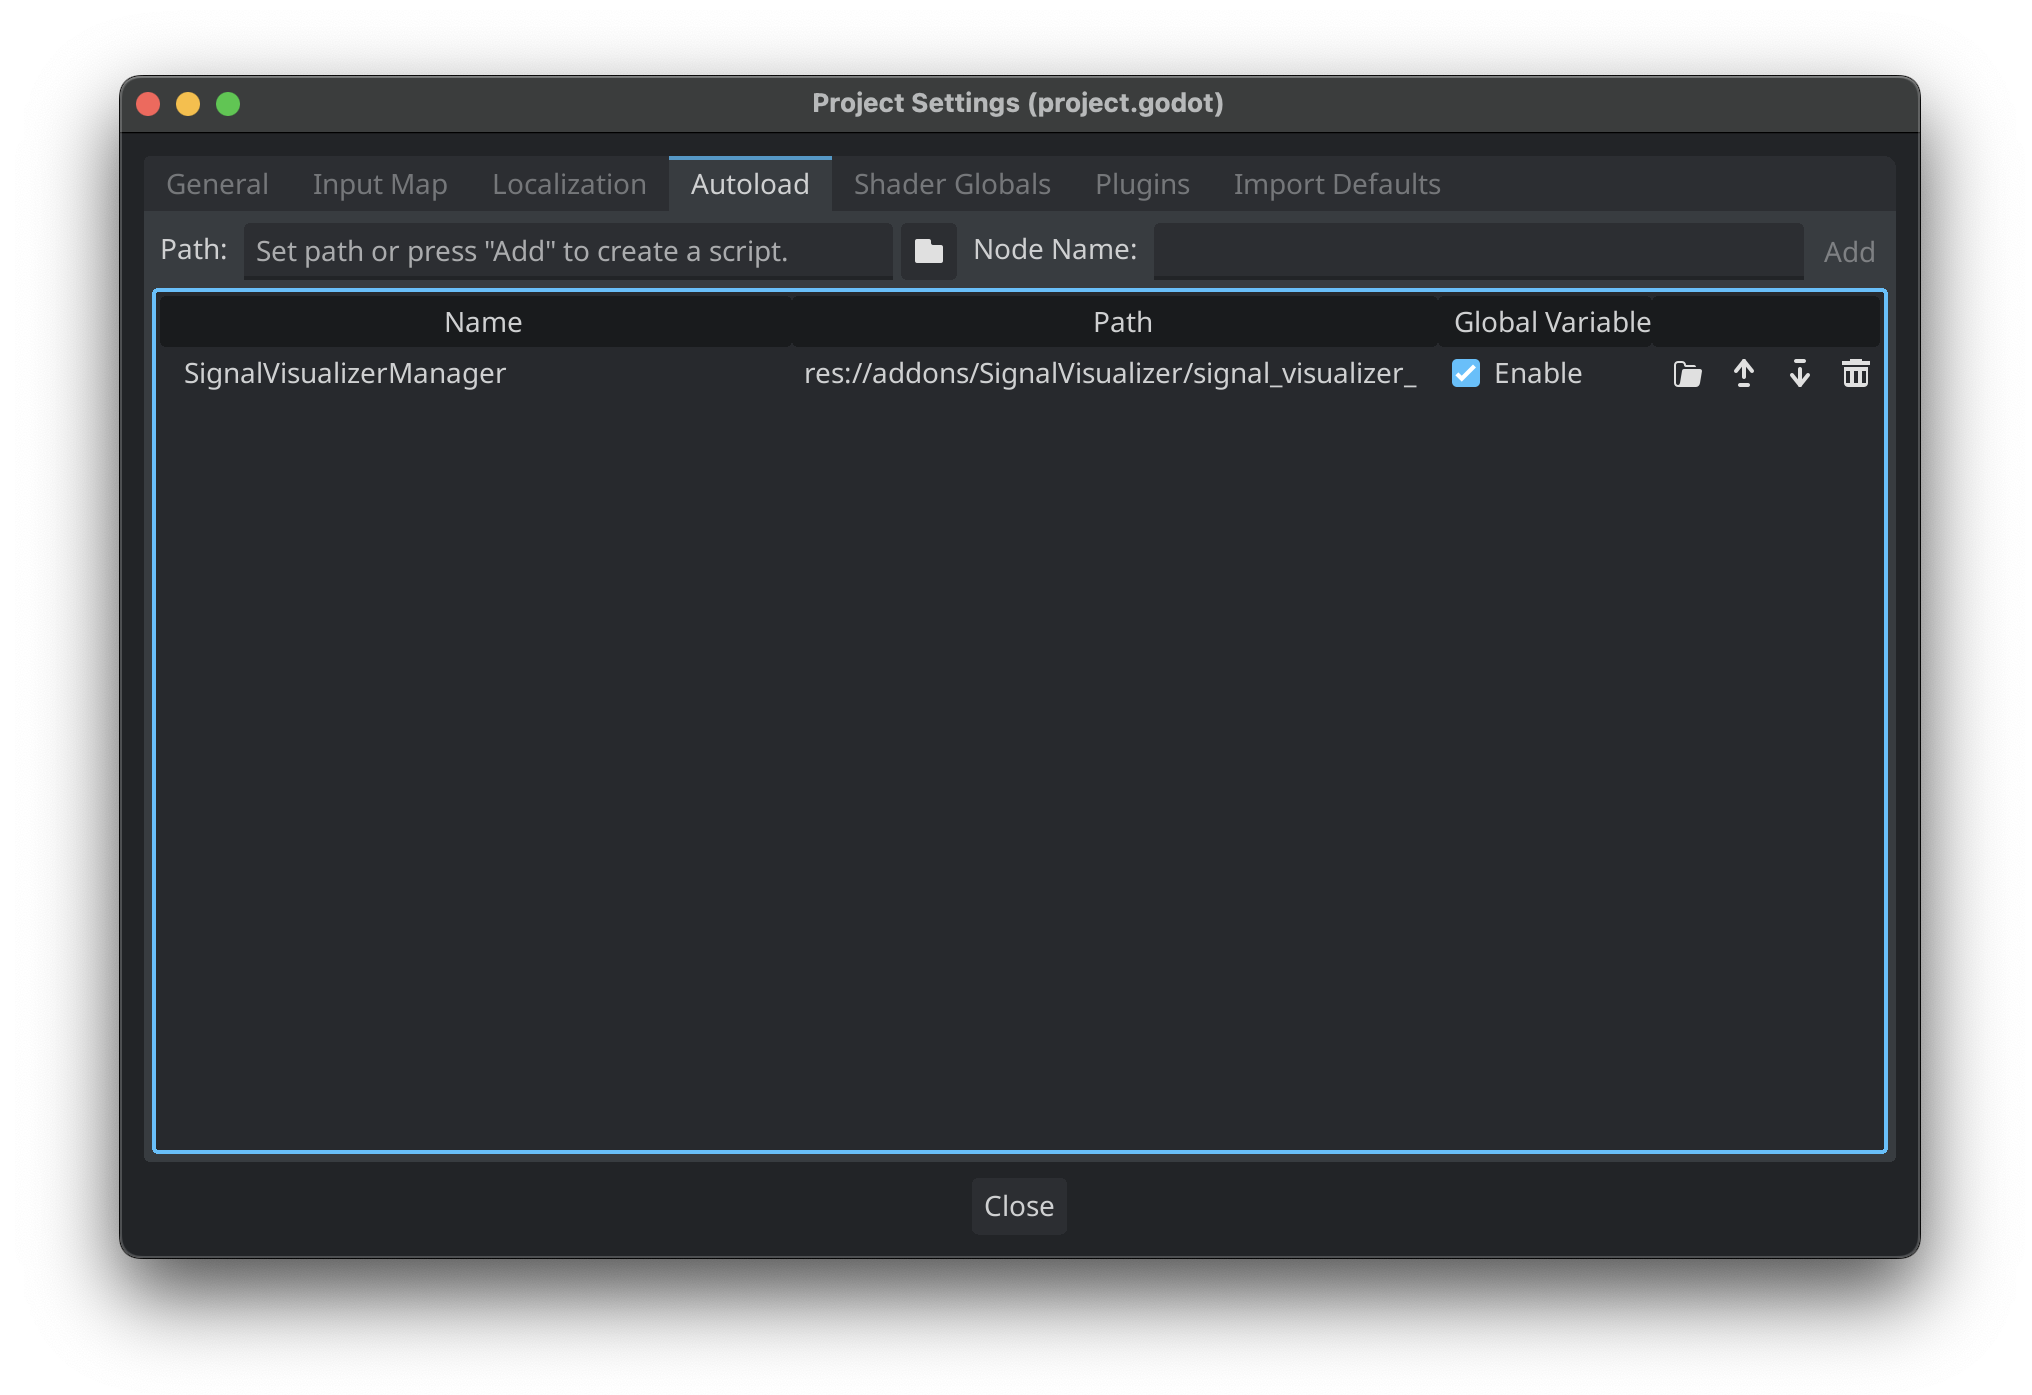 Project Settings (project.godot)
General Input Map Localization Autoload Shader Globals Plugins Import Defaults
Path: Set path or press "Add" to create a script. Node Name: Add
Name Path Global Variable
SignalVisualizerManager res://addons/SignalVisualizer/signal_visualizer_ Enable
Close